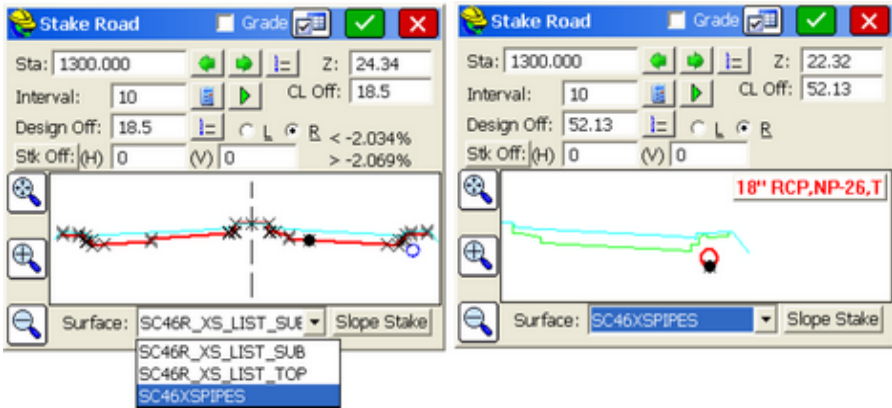 Stake Road Grade
Sta: 1300.000 Z: 24.34
Interval: 10 CL Off: 18.5
Design Off: 18.5 L R < -2.034%
Stk Off: (H) 0 (V) 0 > -2.069%
Surface: SC46R_XS_LIST_SUE Slope Stake
SC46R_XS_LIST_SUB
SC46R_XS_LIST_TOP
SC46XSPIPES
Stake Road Grade
Sta: 1300.000 Z: 22.32
Interval: 10 CL Off: 52.13
Design Off: 52.13 L R
Stk Off: (H) 0 (V) 0
18" RCP,NP-26,T
Surface: SC46XSPIPES Slope Stake